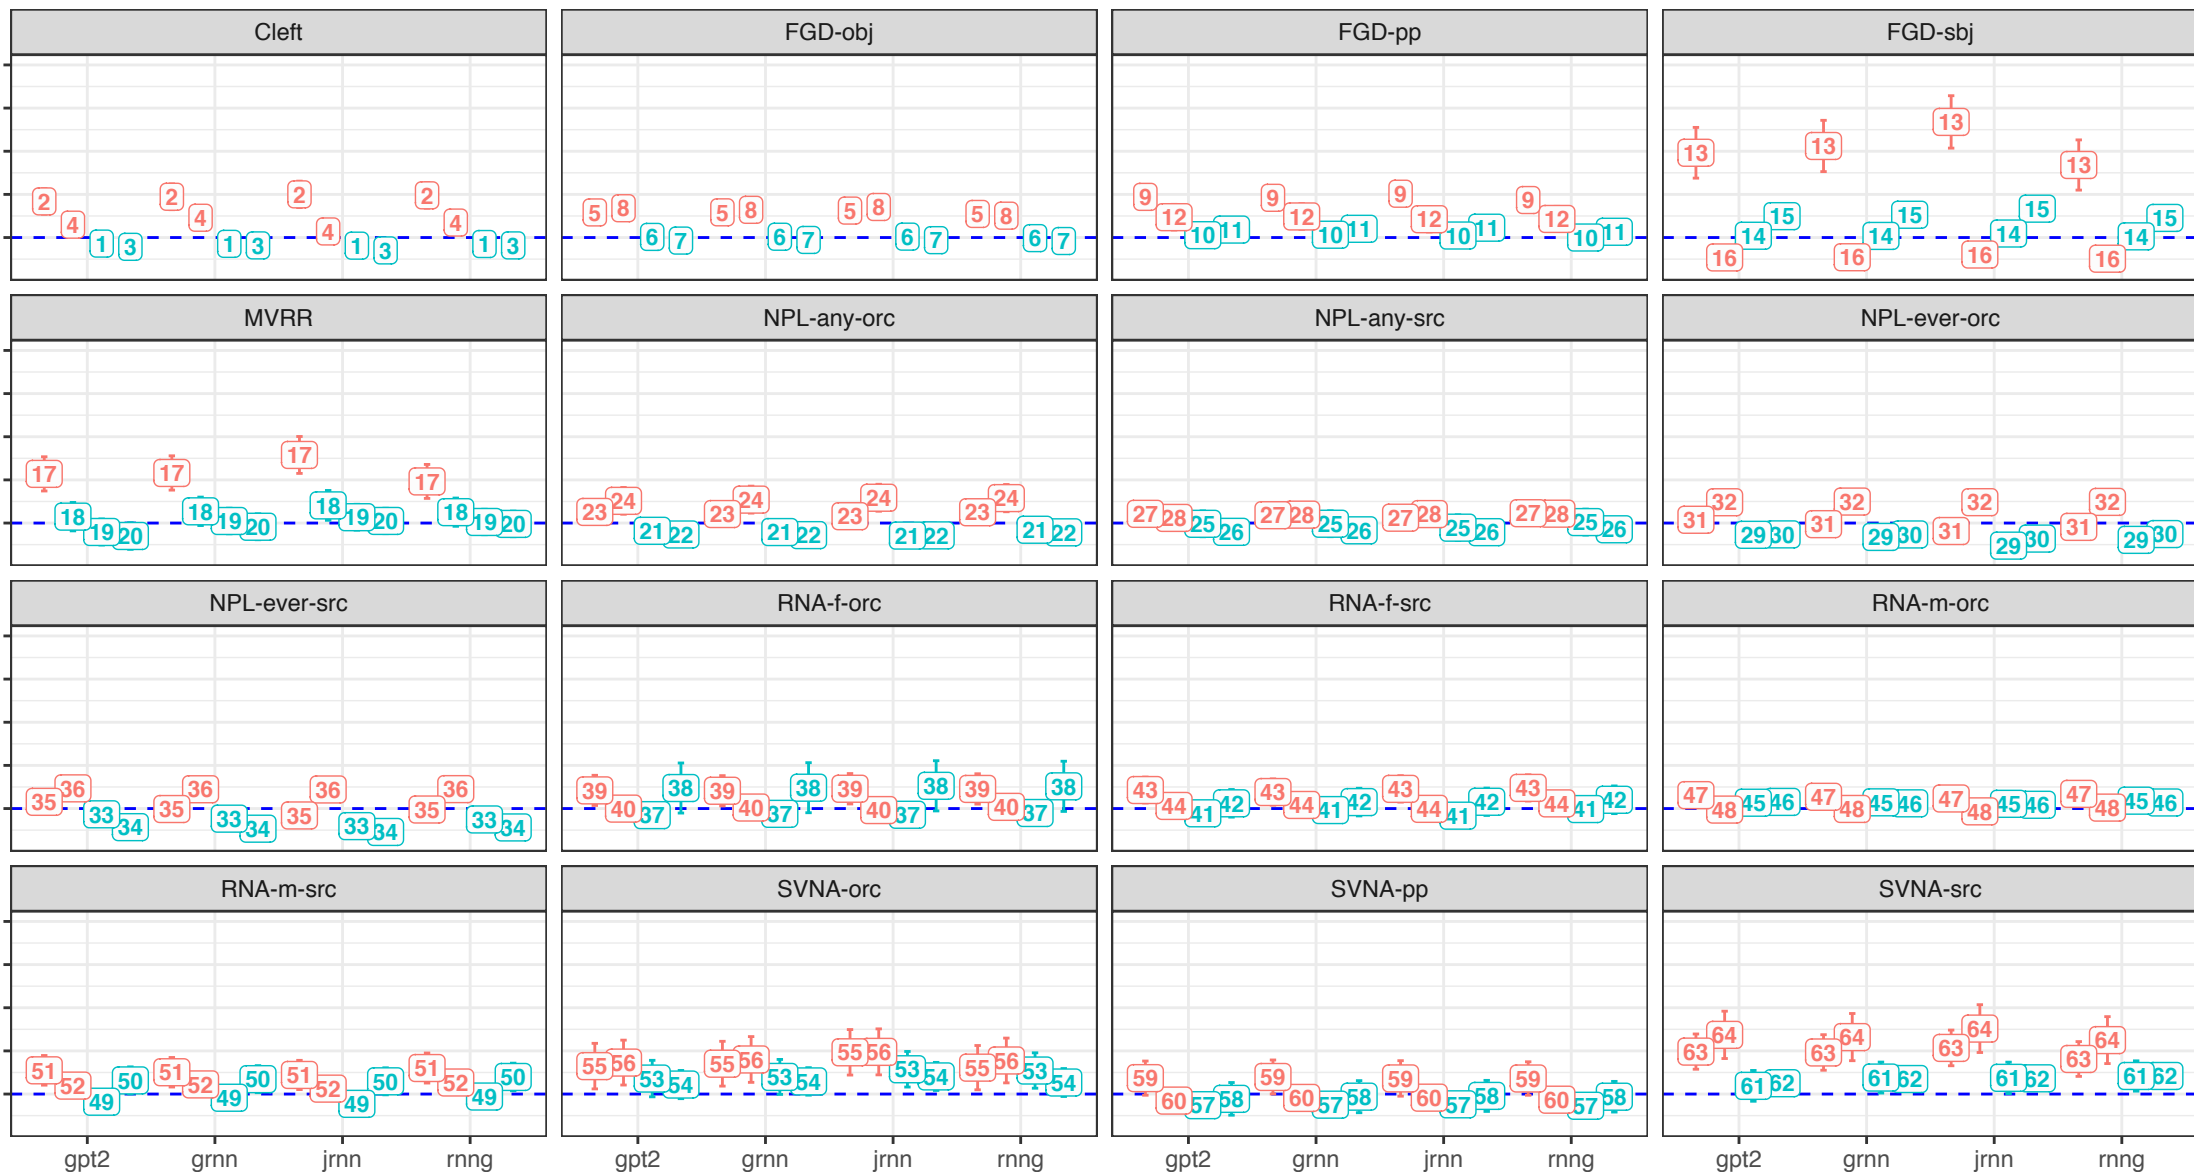 Cleft FGD-obj FGD-pp FGD-sbj
2 4 1 3 2 4 1 3 2 4 1 3 2 4 1 3
5 8 6 7 5 8 6 7 5 8 6 7 5 8 6 7
9 12 10 11 9 12 10 11 9 12 10 11 9 12 10 11
13 16 14 15 13 16 14 15 13 16 14 15 13 16 14 15
MVRR NPL-any-orc NPL-any-src NPL-ever-orc
17 18 19 20 17 18 19 20 17 18 19 20 17 18 19 20
23 24 21 22 23 24 21 22 23 24 21 22 23 24 21 22
27 28 25 26 27 28 25 26 27 28 25 26 27 28 25 26
31 32 29 30 31 32 29 30 31 32 29 30 31 32 29 30
NPL-ever-src RNA-f-orc RNA-f-src RNA-m-orc
35 36 33 34 35 36 33 34 35 36 33 34 35 36 33 34
39 40 37 38 39 40 37 38 39 40 37 38 39 40 37 38
43 44 41 42 43 44 41 42 43 44 41 42 43 44 41 42
47 48 45 46 47 48 45 46 47 48 45 46 47 48 45 46
RNA-m-src SVNA-orc SVNA-pp SVNA-src
51 52 49 50 51 52 49 50 51 52 49 50 51 52 49 50
55 56 53 54 55 56 53 54 55 56 53 54 55 56 53 54
59 60 57 58 59 60 57 58 59 60 57 58 59 60 57 58
63 64 61 62 63 64 61 62 63 64 61 62 63 64 61 62
gpt2 grnn jrnn rnng gpt2 grnn jrnn rnng gpt2 grnn jrnn rnng gpt2 grnn jrnn rnng